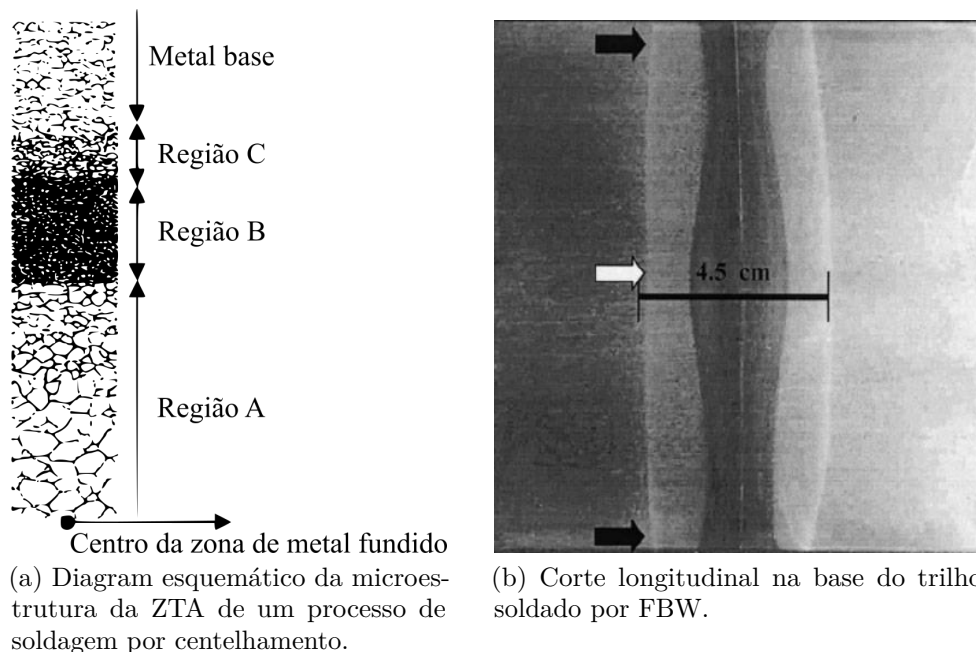 Metal base
Região C
Região B
Região A
Centro da zona de metal fundido
(a) Diagram esquemático da microes-
trutura da ZTA de um processo de
soldagem por centelhamento.
4.5 cm
(b) Corte longitudinal na base do trilho
soldado por FBW.